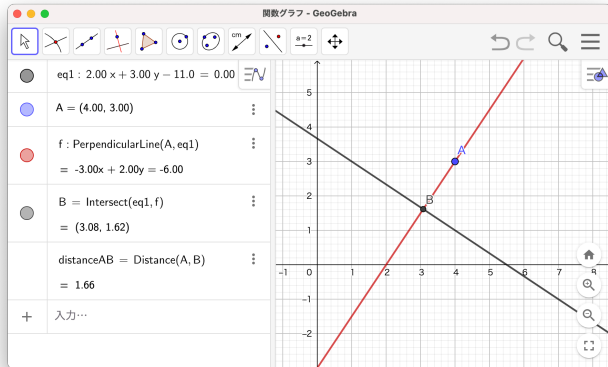 関数グラフ - GeoGebra
cm
a=2
eq1 : 2.00 x + 3.00 y − 11.0 = 0.00
A = (4.00, 3.00)
f : PerpendicularLine(A, eq1)
= -3.00x + 2.00y = -6.00
B = Intersect(eq1, f)
= (3.08, 1.62)
distanceAB = Distance(A, B)
= 1.66
+ 入力…
5
4
3
2
1
−1
−2
−1 0 1 2 3 4 5 6 7 8
A
B